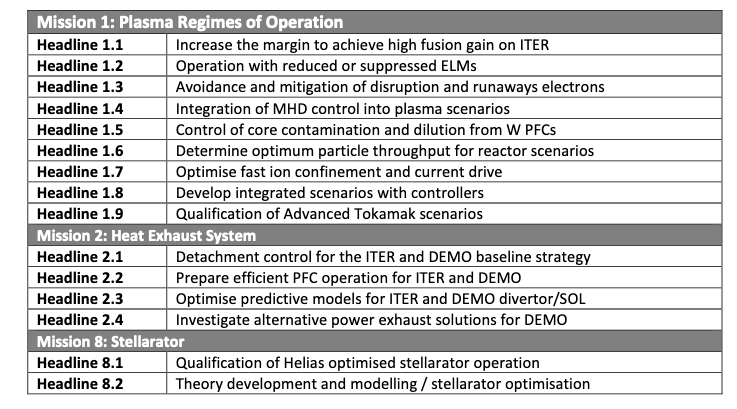 Mission 1: Plasma Regimes of Operation
Headline 1.1 Increase the margin to achieve high fusion gain on ITER
Headline 1.2 Operation with reduced or suppressed ELMs
Headline 1.3 Avoidance and mitigation of disruption and runaways electrons
Headline 1.4 Integration of MHD control into plasma scenarios
Headline 1.5 Control of core contamination and dilution from W PFCs
Headline 1.6 Determine optimum particle throughput for reactor scenarios
Headline 1.7 Optimise fast ion confinement and current drive
Headline 1.8 Develop integrated scenarios with controllers
Headline 1.9 Qualification of Advanced Tokamak scenarios
Mission 2: Heat Exhaust System
Headline 2.1 Detachment control for the ITER and DEMO baseline strategy
Headline 2.2 Prepare efficient PFC operation for ITER and DEMO
Headline 2.3 Optimise predictive models for ITER and DEMO divertor/SOL
Headline 2.4 Investigate alternative power exhaust solutions for DEMO
Mission 8: Stellarator
Headline 8.1 Qualification of Helias optimised stellarator operation
Headline 8.2 Theory development and modelling / stellarator optimisation